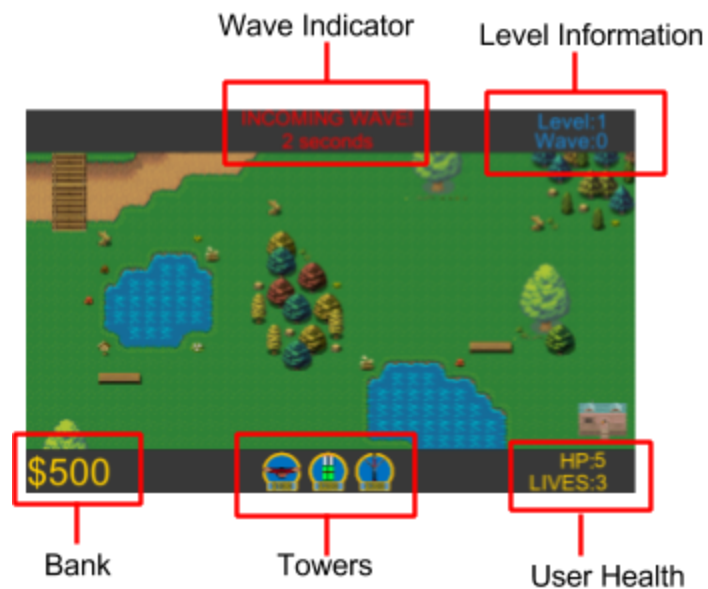 Wave Indicator
Level Information
INCOMING WAVE!
2 seconds
Level:1
Wave:0
$500
HP:5
LIVES:3
Bank
Towers
User Health